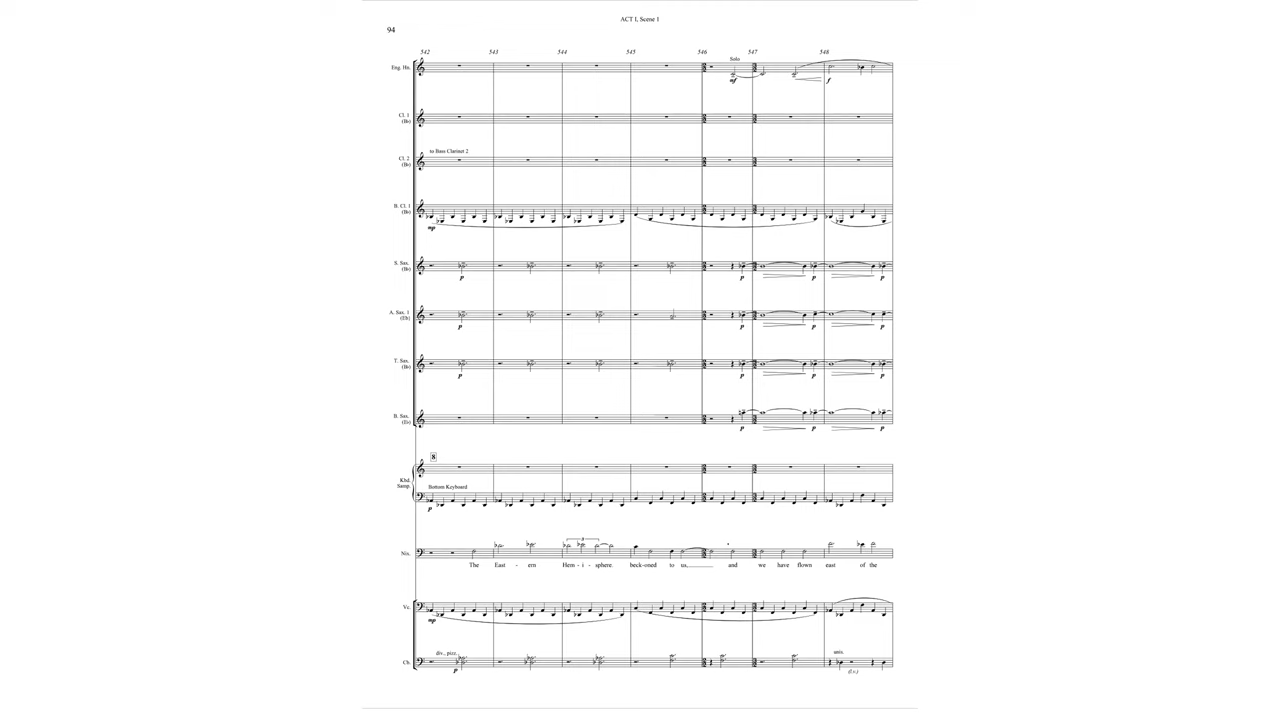 ACT I, Scene 1
94
542 543 544 545 546 547 548
Solo
Eng. Hn.
mf f
Cl. 1
(B♭)
to Bass Clarinet 2
Cl. 2
(B♭)
B. Cl. 1
(B♭)
mp
S. Sax.
(B♭)
p p p p
A. Sax. 1
(E♭)
p p p p
T. Sax.
(B♭)
p p p p
B. Sax.
(E♭)
p p p
8
Kbd.
Samp.
Bottom Keyboard
p
3
Nix.
The East - ern Hem - i - sphere. beck-oned to us, and we have flown east of the
Vc.
mp
div., pizz. unis.
Cb.
p (l.v.)